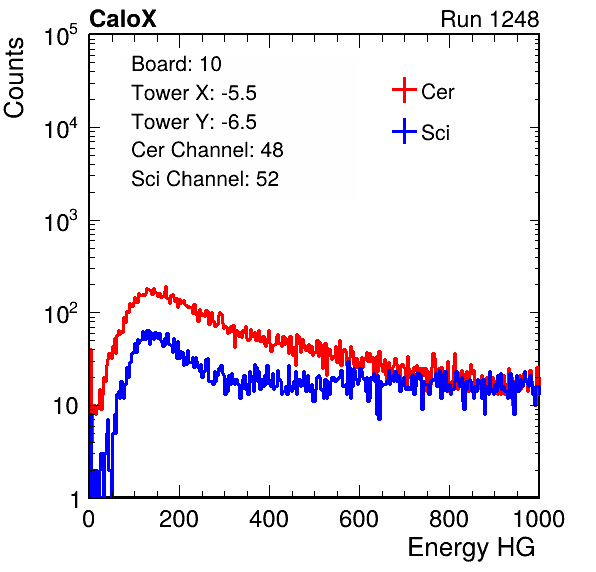 CaloX Run 1248
Counts
10^5
10^4
10^3
10^2
10
1
Board: 10
Tower X: -5.5
Tower Y: -6.5
Cer Channel: 48
Sci Channel: 52
Cer
Sci
0 200 400 600 800 1000
Energy HG